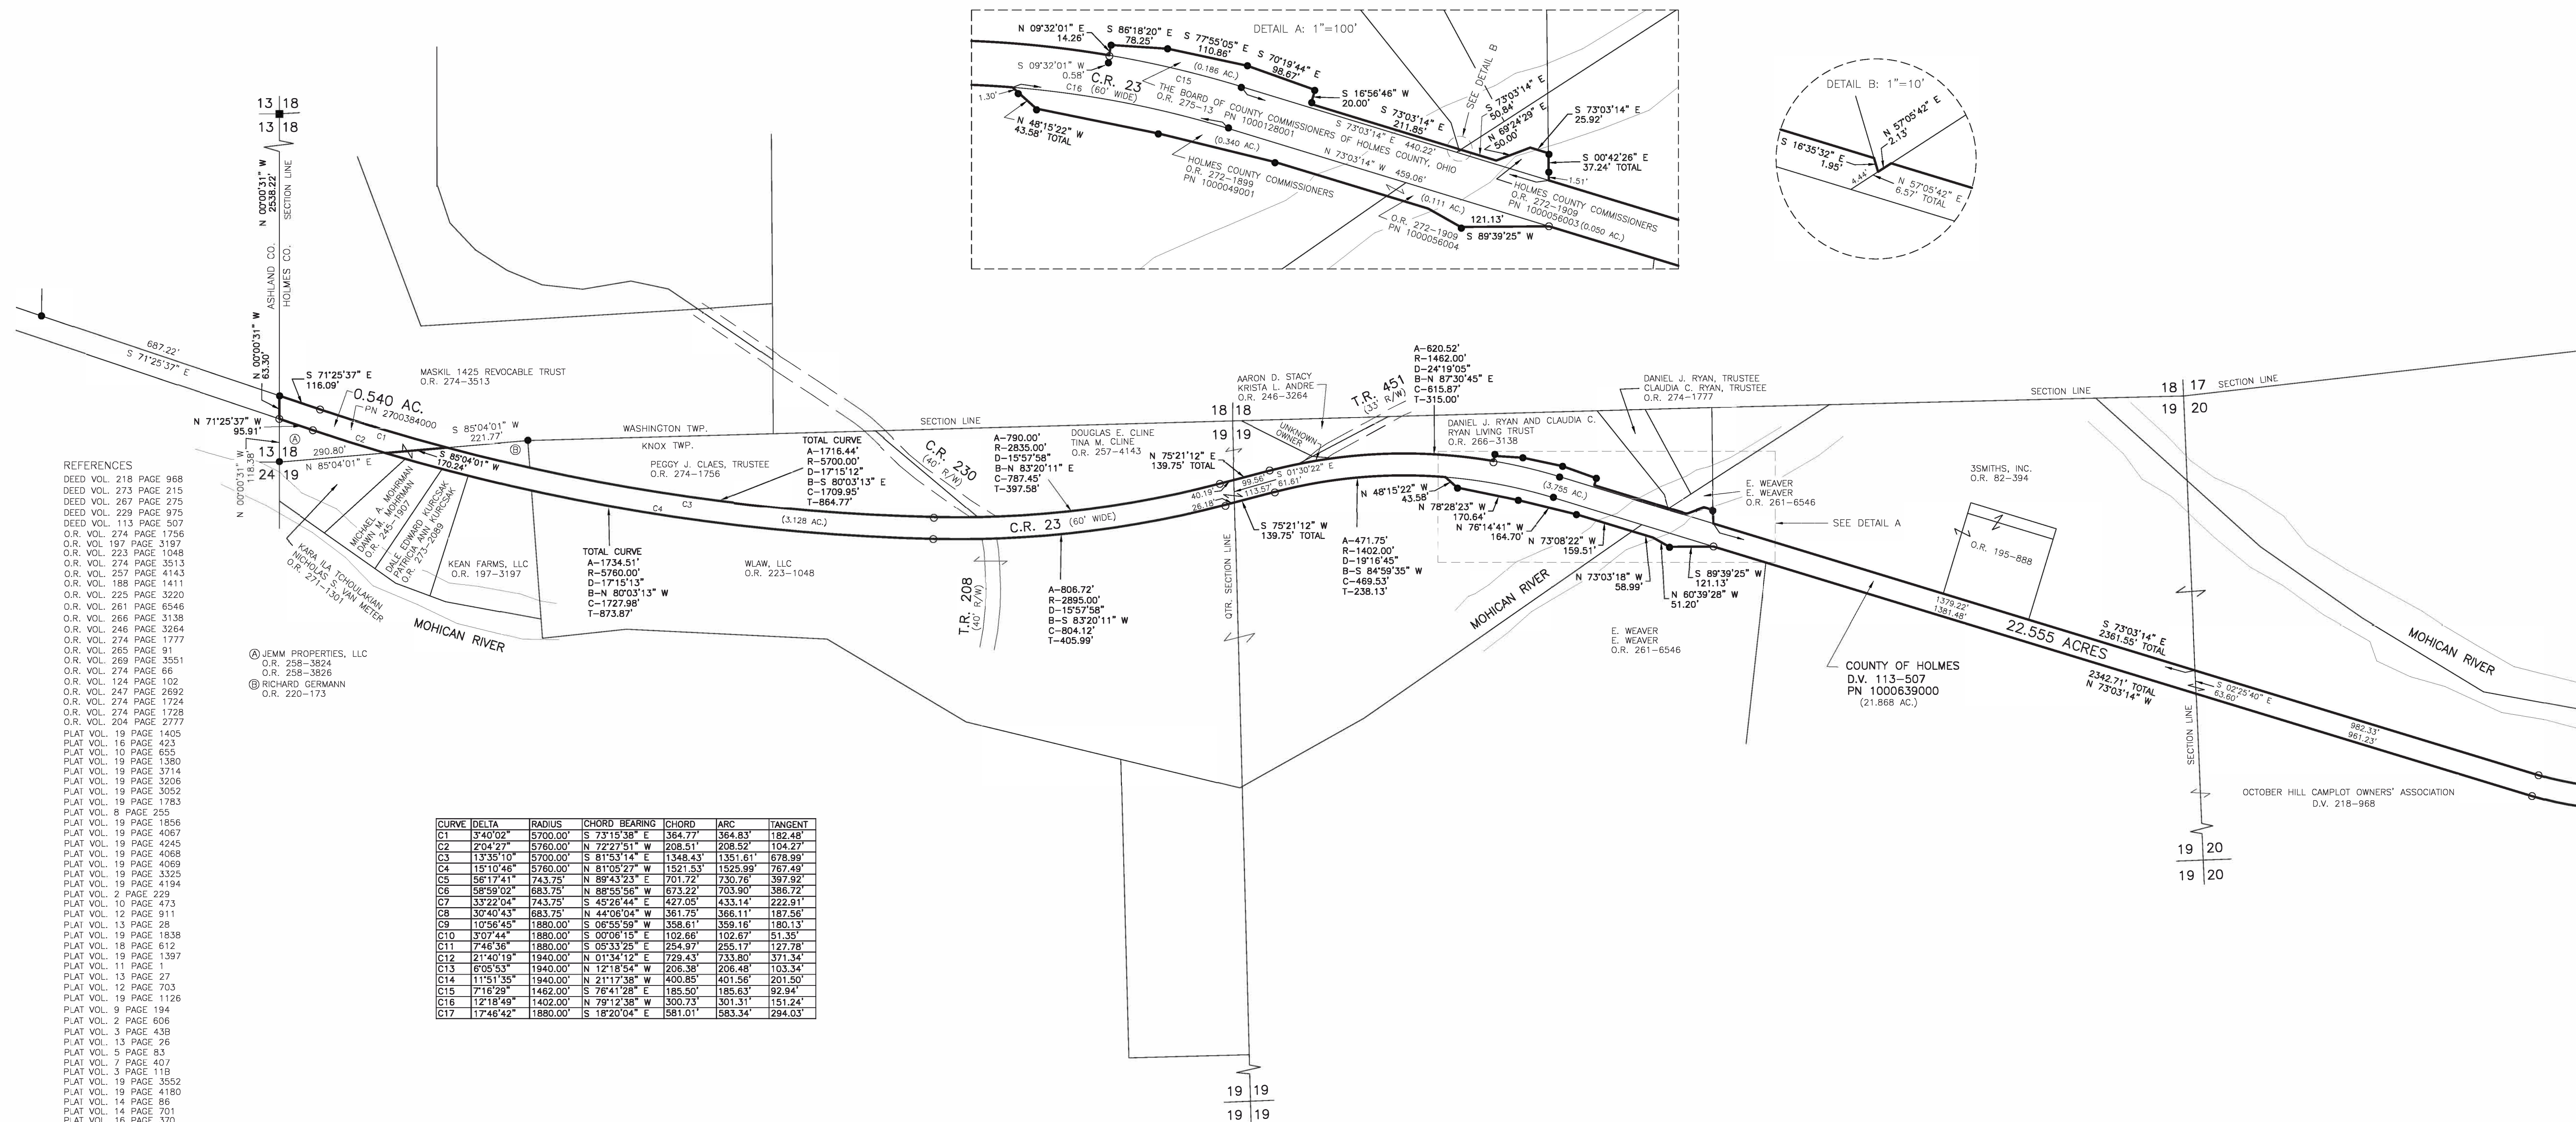 DETAIL A: 1"=100'
N 09°32'01" E
14.26'
S 86°18'20" E
78.25'
S 77°55'05" E
110.86'
S 70°19'44" E
98.67'
S 09°32'01" W
0.58'
C.R. 23
(60' WIDE)
(0.186 AC.)
C15
C16
THE BOARD OF COUNTY COMMISSIONERS OF HOLMES COUNTY, OHIO
O.R. 275-13
PN 1000128001
S 16°56'46" W
20.00'
S 73°03'14" E
211.85'
SEE DETAIL B
S 73°03'14" E
50.84'
N 69°24'29" E
50.00'
S 73°03'14" E
25.92'
S 00°42'26" E
37.24' TOTAL
1.51'
1.30'
N 48°15'22" W
43.58' TOTAL
S 73°03'14" E 440.22'
N 73°03'14" W 459.06'
(0.340 AC.)
HOLMES COUNTY COMMISSIONERS
O.R. 272-1899
PN 1000049001
HOLMES COUNTY COMMISSIONERS
O.R. 272-1909
PN 1000056003 (0.050 AC.)
(0.111 AC.)
O.R. 272-1909
PN 1000056004
121.13'
S 89°39'25" W
DETAIL B: 1"=10'
N 57°05'42" E
2.13'
S 16°35'32" E
1.95'
4.44'
N 57°05'42" E
6.57' TOTAL
13 18
13 18
N 00°00'31" W
2538.22'
SECTION LINE
ASHLAND CO.
HOLMES CO.
687.22'
S 71°25'37" E
N 00°00'31" W
63.30'
S 71°25'37" E
116.09'
MASKIL 1425 REVOCABLE TRUST
O.R. 274-3513
0.540 AC.
PN 2700384000
N 71°25'37" W
95.91'
C2 C1
A
S 85°04'01" W
221.77'
B
13 18
24 19
290.80'
N 85°04'01" E
S 85°04'01" W
170.24'
N 00°00'31" W
118.38'
WASHINGTON TWP.
KNOX TWP.
SECTION LINE
PEGGY J. CLAES, TRUSTEE
O.R. 274-1756
TOTAL CURVE
A-1716.44'
R-5700.00'
D-17°15'12"
B-S 80°03'13" E
C-1709.95'
T-864.77'
C.R. 230
(40' R/W)
A-790.00'
R-2835.00'
D-15°57'58"
B-N 83°20'11" E
C-787.45'
T-397.58'
DOUGLAS E. CLINE
TINA M. CLINE
O.R. 257-4143
N 75°21'12" E
139.75' TOTAL
AARON D. STACY
KRISTA L. ANDRE
O.R. 246-3264
18 18
19 19
UNKNOWN
OWNER
T.R. 451
(33' R/W)
S 01°30'22" E
A-620.52'
R-1462.00'
D-24°19'05"
B-N 87°30'45" E
C-615.87'
T-315.00'
DANIEL J. RYAN AND CLAUDIA C.
RYAN LIVING TRUST
O.R. 266-3138
DANIEL J. RYAN, TRUSTEE
CLAUDIA C. RYAN, TRUSTEE
O.R. 274-1777
SECTION LINE
SECTION LINE
18 17
19 20
SECTION LINE
3SMITHS, INC.
O.R. 82-394
E. WEAVER
E. WEAVER
O.R. 261-6546
SEE DETAIL A
O.R. 195-888
KARA ILA TCHOULAKIAN
NICHOLAS S. VAN METER
O.R. 271-1301
MICHAEL A. MOHRMAN
DAWN M. MOHRMAN
O.R. 245-1907
DALE EDWARD KURCSAK
PATRICIA ANN KURCSAK
O.R. 273-2089
KEAN FARMS, LLC
O.R. 197-3197
C3
C4
(3.128 AC.)
WLAW, LLC
O.R. 223-1048
TOTAL CURVE
A-1734.51'
R-5760.00'
D-17°15'13"
B-N 80°03'13" W
C-1727.98'
T-873.87'
C.R. 23 (60' WIDE)
T.R. 208
(40' R/W)
A-806.72'
R-2895.00'
D-15°57'58"
B-S 83°20'11" W
C-804.12'
T-405.99'
QTR. SECTION LINE
40.19'
99.56'
113.57'
61.61'
26.18'
S 75°21'12" W
139.75' TOTAL
A-471.75'
R-1402.00'
D-19°16'45"
B-S 84°59'35" W
C-469.53'
T-238.13'
N 48°15'22" W
43.58'
N 78°28'23" W
170.64'
N 76°14'41" W
164.70'
N 73°08'22" W
159.51'
N 73°03'18" W
58.99'
N 60°39'28" W
51.20'
S 89°39'25" W
121.13'
(3.755 AC.)
MOHICAN RIVER
MOHICAN RIVER
MOHICAN RIVER
E. WEAVER
E. WEAVER
O.R. 261-6546
COUNTY OF HOLMES
D.V. 113-507
PN 1000639000
(21.868 AC.)
1379.22'
1381.48'
22.555 ACRES
S 73°03'14" E
2361.55' TOTAL
2342.71' TOTAL
N 73°03'14" W
S 02°25'40" E
63.60'
SECTION LINE
982.33'
961.23'
OCTOBER HILL CAMPLOT OWNERS' ASSOCIATION
D.V. 218-968
19 20
19 20
19 19
19 19
A JEMM PROPERTIES, LLC
O.R. 258-3824
O.R. 258-3826
B RICHARD GERMANN
O.R. 220-173
REFERENCES
DEED VOL. 218 PAGE 968
DEED VOL. 273 PAGE 215
DEED VOL. 267 PAGE 275
DEED VOL. 229 PAGE 975
DEED VOL. 113 PAGE 507
O.R. VOL. 274 PAGE 1756
O.R. VOL 197 PAGE 3197
O.R. VOL. 223 PAGE 1048
O.R. VOL. 274 PAGE 3513
O.R. VOL. 257 PAGE 4143
O.R. VOL. 188 PAGE 1411
O.R. VOL. 225 PAGE 3220
O.R. VOL. 261 PAGE 6546
O.R. VOL. 266 PAGE 3138
O.R. VOL. 246 PAGE 3264
O.R. VOL. 274 PAGE 1777
O.R. VOL. 265 PAGE 91
O.R. VOL. 269 PAGE 3551
O.R. VOL. 274 PAGE 66
O.R. VOL. 124 PAGE 102
O.R. VOL. 247 PAGE 2692
O.R. VOL. 274 PAGE 1724
O.R. VOL. 274 PAGE 1728
O.R. VOL. 204 PAGE 2777
PLAT VOL. 19 PAGE 1405
PLAT VOL. 16 PAGE 423
PLAT VOL. 10 PAGE 655
PLAT VOL. 19 PAGE 1380
PLAT VOL. 19 PAGE 3714
PLAT VOL. 19 PAGE 3206
PLAT VOL. 19 PAGE 3052
PLAT VOL. 19 PAGE 1783
PLAT VOL. 8 PAGE 255
PLAT VOL. 19 PAGE 1856
PLAT VOL. 19 PAGE 4067
PLAT VOL. 19 PAGE 4245
PLAT VOL. 19 PAGE 4068
PLAT VOL. 19 PAGE 4069
PLAT VOL. 19 PAGE 3325
PLAT VOL. 19 PAGE 4194
PLAT VOL. 2 PAGE 229
PLAT VOL. 10 PAGE 473
PLAT VOL. 12 PAGE 911
PLAT VOL. 13 PAGE 28
PLAT VOL. 19 PAGE 1838
PLAT VOL. 18 PAGE 612
PLAT VOL. 19 PAGE 1397
PLAT VOL. 11 PAGE 1
PLAT VOL. 13 PAGE 27
PLAT VOL. 12 PAGE 703
PLAT VOL. 19 PAGE 1126
PLAT VOL. 9 PAGE 194
PLAT VOL. 2 PAGE 606
PLAT VOL. 3 PAGE 43B
PLAT VOL. 13 PAGE 26
PLAT VOL. 5 PAGE 83
PLAT VOL. 7 PAGE 407
PLAT VOL. 3 PAGE 11B
PLAT VOL. 19 PAGE 3552
PLAT VOL. 19 PAGE 4180
PLAT VOL. 14 PAGE 86
PLAT VOL. 14 PAGE 701
PLAT VOL. 16 PAGE 370
CURVE DELTA RADIUS CHORD BEARING CHORD ARC TANGENT
C1 3°40'02" 5700.00' S 73°15'38" E 364.77' 364.83' 182.48'
C2 2°04'27" 5760.00' N 72°27'51" W 208.51' 208.52' 104.27'
C3 13°35'10" 5700.00' S 81°53'14" E 1348.43' 1351.61' 678.99'
C4 15°10'46" 5760.00' N 81°05'27" W 1521.53' 1525.99' 767.49'
C5 56°17'41" 743.75' N 89°43'23" E 701.72' 730.76' 397.92'
C6 58°59'02" 683.75' N 88°55'56" W 673.22' 703.90' 386.72'
C7 33°22'04" 743.75' S 45°26'44" E 427.05' 433.14' 222.91'
C8 30°40'43" 683.75' N 44°06'04" W 361.75' 366.11' 187.56'
C9 10°56'45" 1880.00' S 06°55'59" W 358.61' 359.16' 180.13'
C10 3°07'44" 1880.00' S 00°06'15" E 102.66' 102.67' 51.35'
C11 7°46'36" 1880.00' S 05°33'25" E 254.97' 255.17' 127.78'
C12 21°40'19" 1940.00' N 01°34'12" E 729.43' 733.80' 371.34'
C13 6°05'53" 1940.00' N 12°18'54" W 206.38' 206.48' 103.34'
C14 11°51'35" 1940.00' N 21°17'38" W 400.85' 401.56' 201.50'
C15 7°16'29" 1462.00' S 76°41'28" E 185.50' 185.63' 92.94'
C16 12°18'49" 1402.00' N 79°12'38" W 300.73' 301.31' 151.24'
C17 17°46'42" 1880.00' S 18°20'04" E 581.01' 583.34' 294.03'